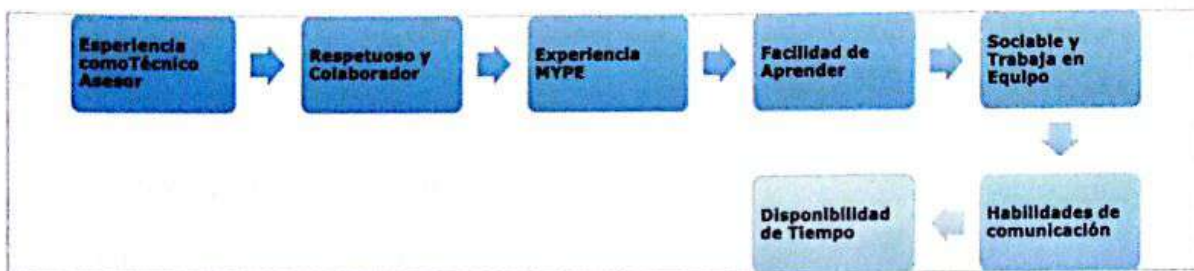 Esperiencia
comoTécnico
Asesor
Respetuoso y
Colaborador
Experiencia
MYPE
Facilidad de
Aprender
Sociable y
Trabaja en
Equipo
Habilidades de
comunicación
Disponibilidad
de Tiempo